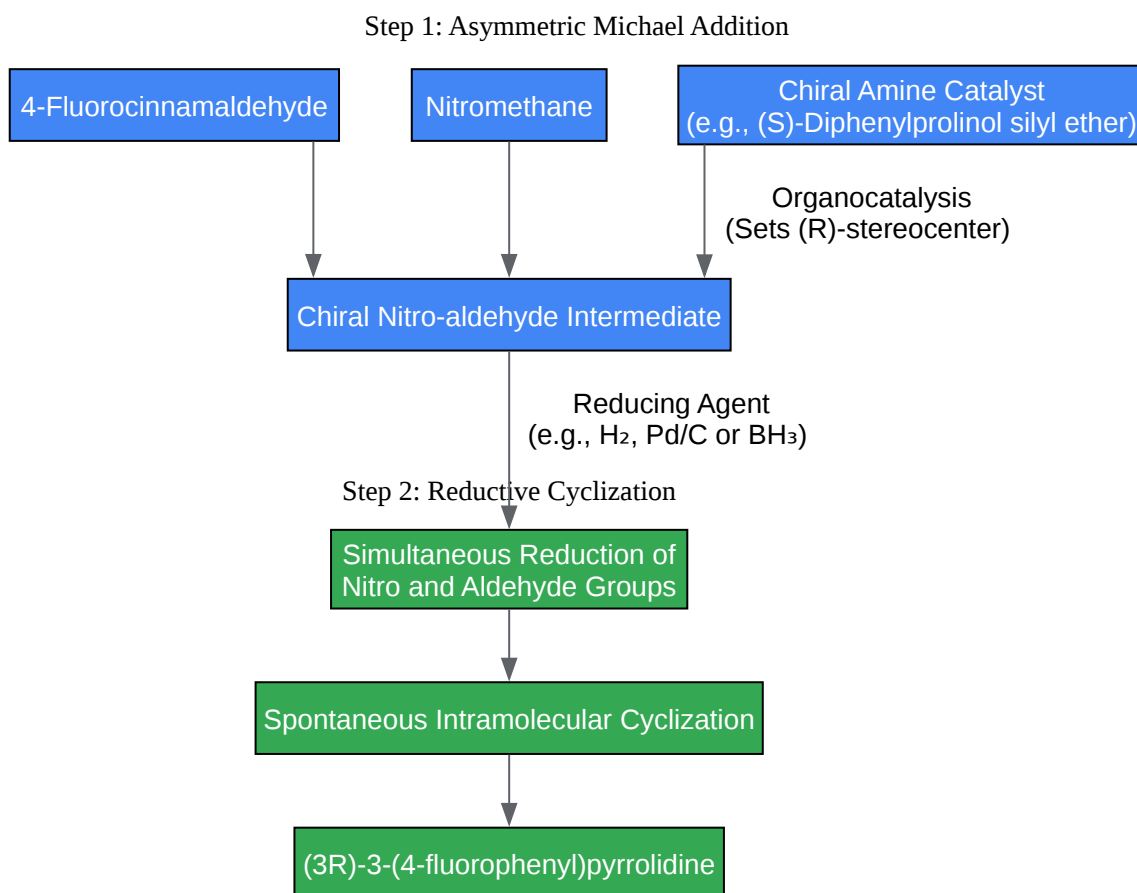 Step 1: Asymmetric Michael Addition
4-Fluorocinnamaldehyde
Nitromethane
Chiral Amine Catalyst
(e.g., (S)-Diphenylprolinol silyl ether)
Organocatalysis
(Sets (R)-stereocenter)
Chiral Nitro-aldehyde Intermediate
Reducing Agent
(e.g., H₂, Pd/C or BH₃)
Step 2: Reductive Cyclization
Simultaneous Reduction of
Nitro and Aldehyde Groups
Spontaneous Intramolecular Cyclization
(3R)-3-(4-fluorophenyl)pyrrolidine